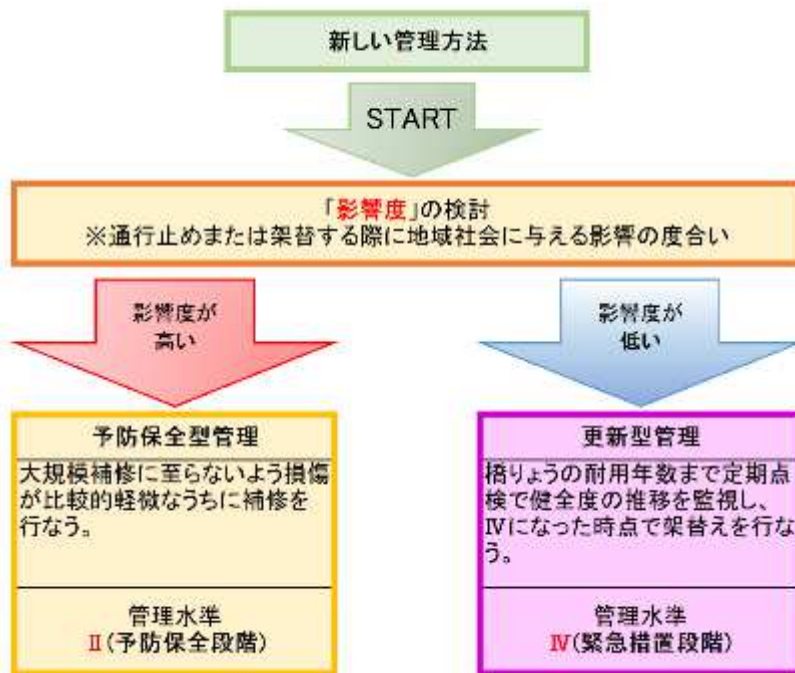 新しい管理方法
START
「影響度」の検討
※通行止めまたは架替する際に地域社会に与える影響の度合い
影響度が
高い
影響度が
低い
予防保全型管理
大規模補修に至らないよう損傷
が比較的軽微なうちに補修を
行なう。
管理水準
Ⅱ(予防保全段階)
更新型管理
橋りょうの耐用年数まで定期点
検で健全度の推移を監視し、
Ⅳになった時点で架替えを行な
う。
管理水準
Ⅳ(緊急措置段階)